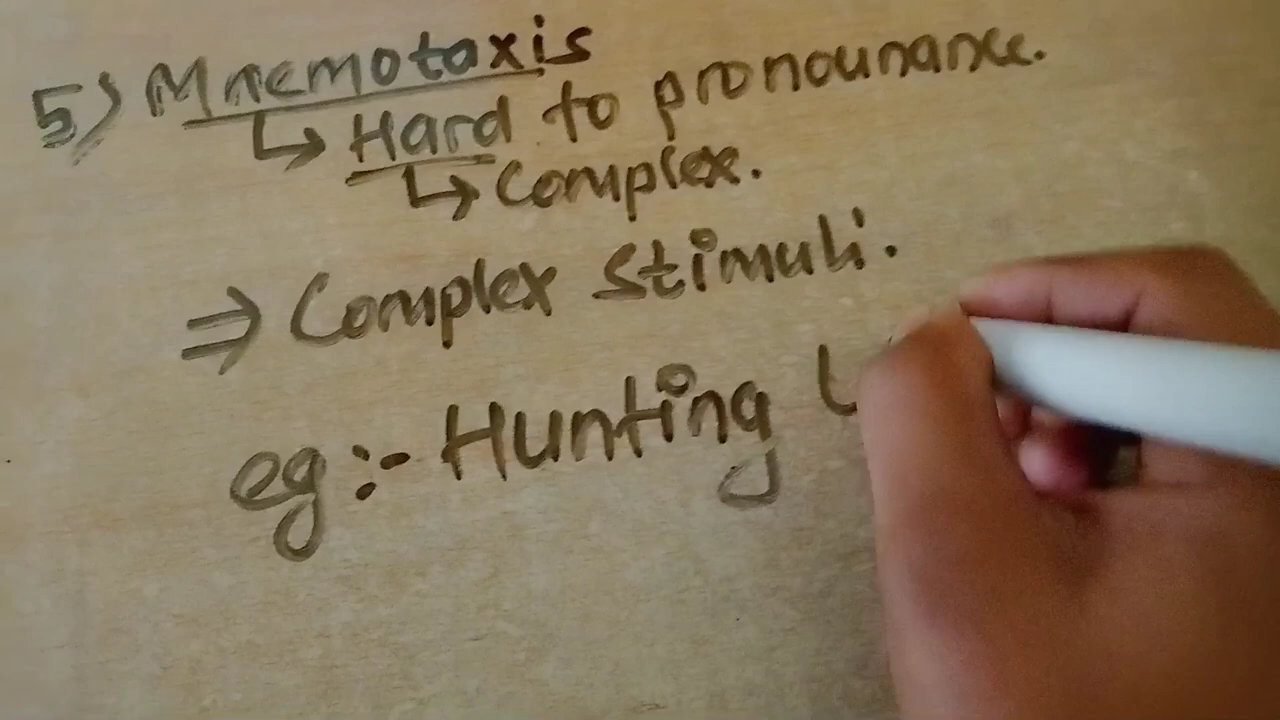 5) Mnemotaxis
↳ Hard to pronounance.
↳ Complex.
⇒ Complex Stimuli.
eg :- Hunting